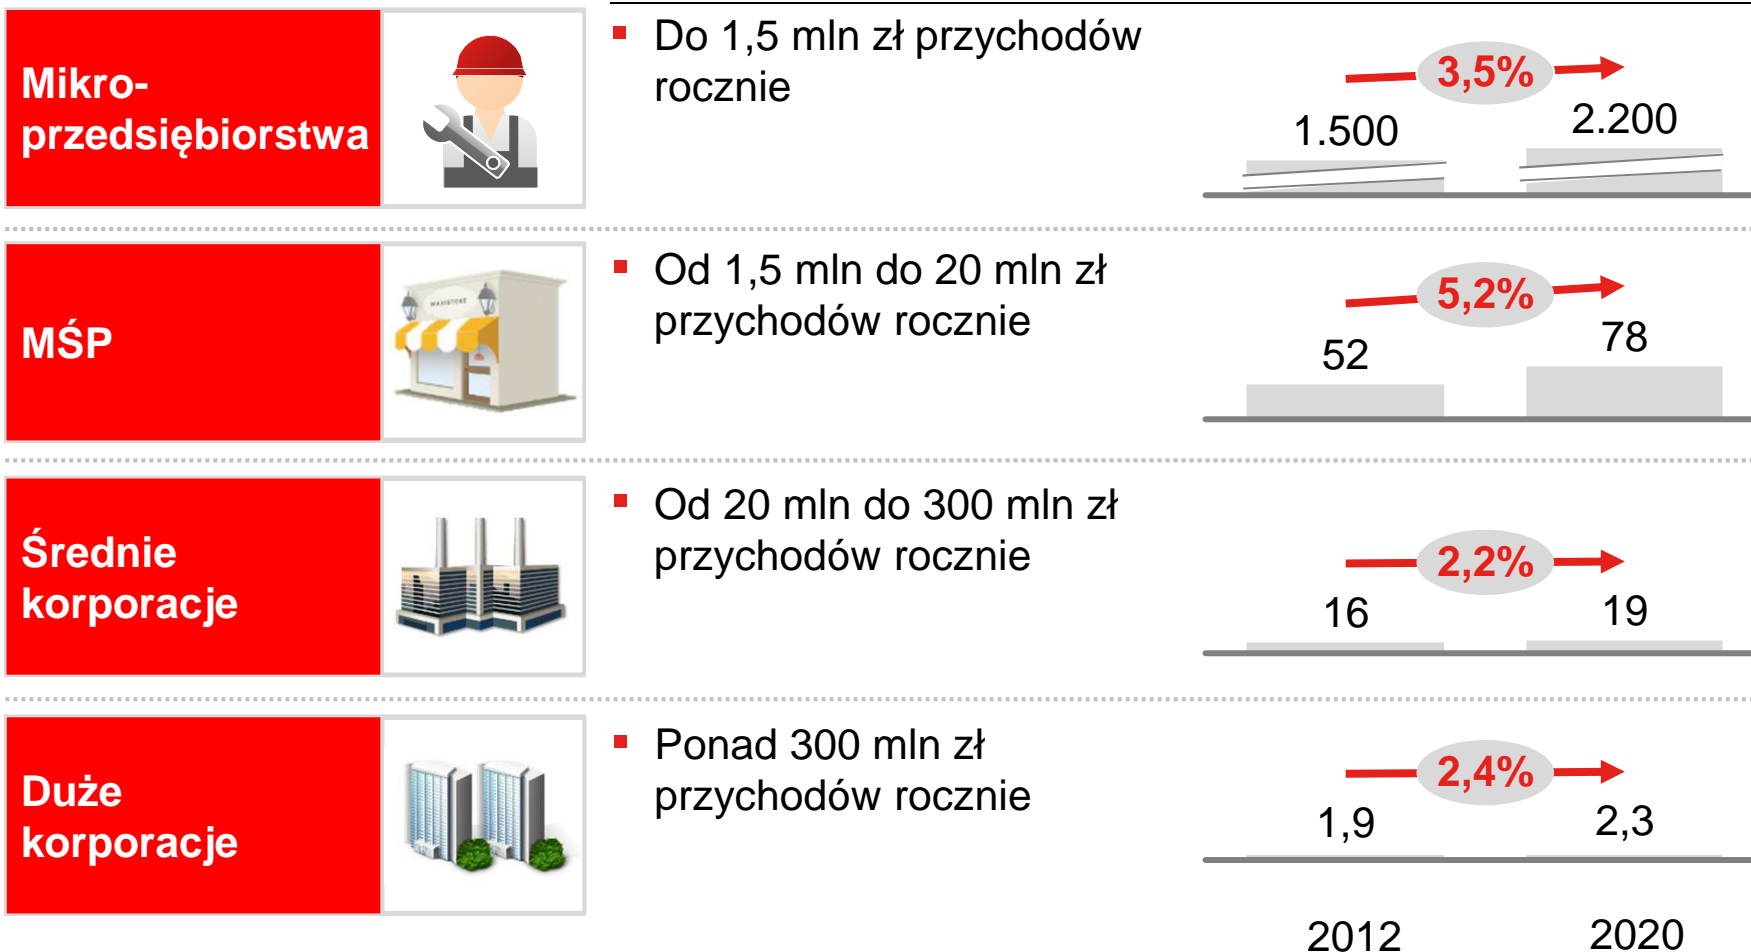 Mikro-
przedsiębiorstwa
Do 1,5 mln zł przychodów
rocznie
3,5%
1.500
2.200
MŚP
MAXISTORE
Od 1,5 mln do 20 mln zł
przychodów rocznie
5,2%
52
78
Średnie
korporacje
Od 20 mln do 300 mln zł
przychodów rocznie
2,2%
16
19
Duże
korporacje
Ponad 300 mln zł
przychodów rocznie
2,4%
1,9
2,3
2012
2020